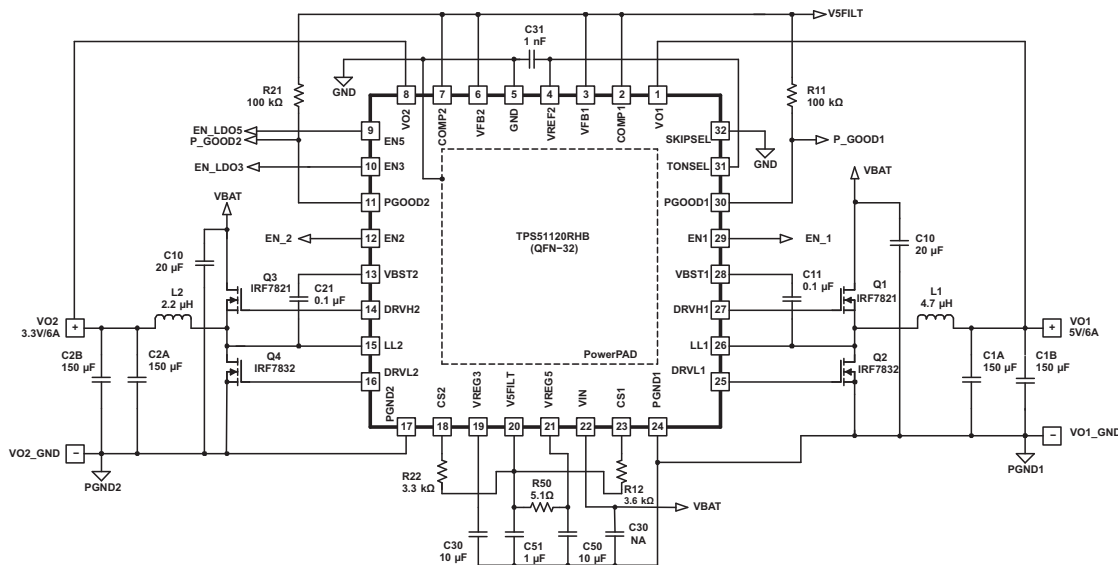 V5FILT
C31
1 nF
R21
100 kΩ
GND
R11
100 kΩ
8
7
6
5
4
3
2
1
VO2
COMP2
VFB2
GND
VREF2
VFB1
COMP1
VO1
EN_LDO5
P_GOOD2
9
EN5
32
SKIPSEL
GND
P_GOOD1
EN_LDO3
10
EN3
31
TONSEL
VBAT
11
PGOOD2
30
PGOOD1
VBAT
TPS51120RHB
(QFN-32)
EN_2
12
EN2
29
EN1
EN_1
C10
20 µF
C10
20 µF
13
VBST2
28
VBST1
Q3
IRF7821
C21
0.1 µF
C11
0.1 µF
Q1
IRF7821
L2
2.2 µH
L1
4.7 µH
14
DRVH2
27
DRVH1
VO2
3.3V/6A
+
VO1
5V/6A
+
15
LL2
26
LL1
PowerPAD
C2B
150 µF
C2A
150 µF
Q4
IRF7832
Q2
IRF7832
C1A
150 µF
C1B
150 µF
16
DRVL2
25
DRVL1
PGND2
CS2
VREG3
V5FILT
VREG5
VIN
CS1
PGND1
17
18
19
20
21
22
23
24
VO2_GND
−
VO1_GND
−
PGND2
PGND1
R22
3.3 kΩ
R50
5.1Ω
R12
3.6 kΩ
VBAT
C30
10 µF
C51
1 µF
C50
10 µF
C30
NA